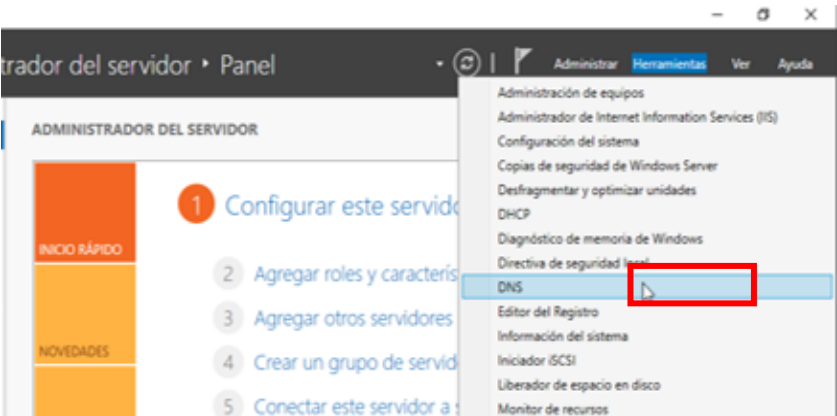 trador del servidor ‣ Panel
Administrar Herramientas Ver Ayuda
ADMINISTRADOR DEL SERVIDOR
INICIO RÁPIDO
NOVEDADES
1 Configurar este servido
2 Agregar roles y caracterís
3 Agregar otros servidores
4 Crear un grupo de servid
5 Conectar este servidor a s
Administración de equipos
Administrador de Internet Information Services (IIS)
Configuración del sistema
Copias de seguridad de Windows Server
Desfragmentar y optimizar unidades
DHCP
Diagnóstico de memoria de Windows
Directiva de seguridad local
DNS
Editor del Registro
Información del sistema
Iniciador iSCSI
Liberador de espacio en disco
Monitor de recursos